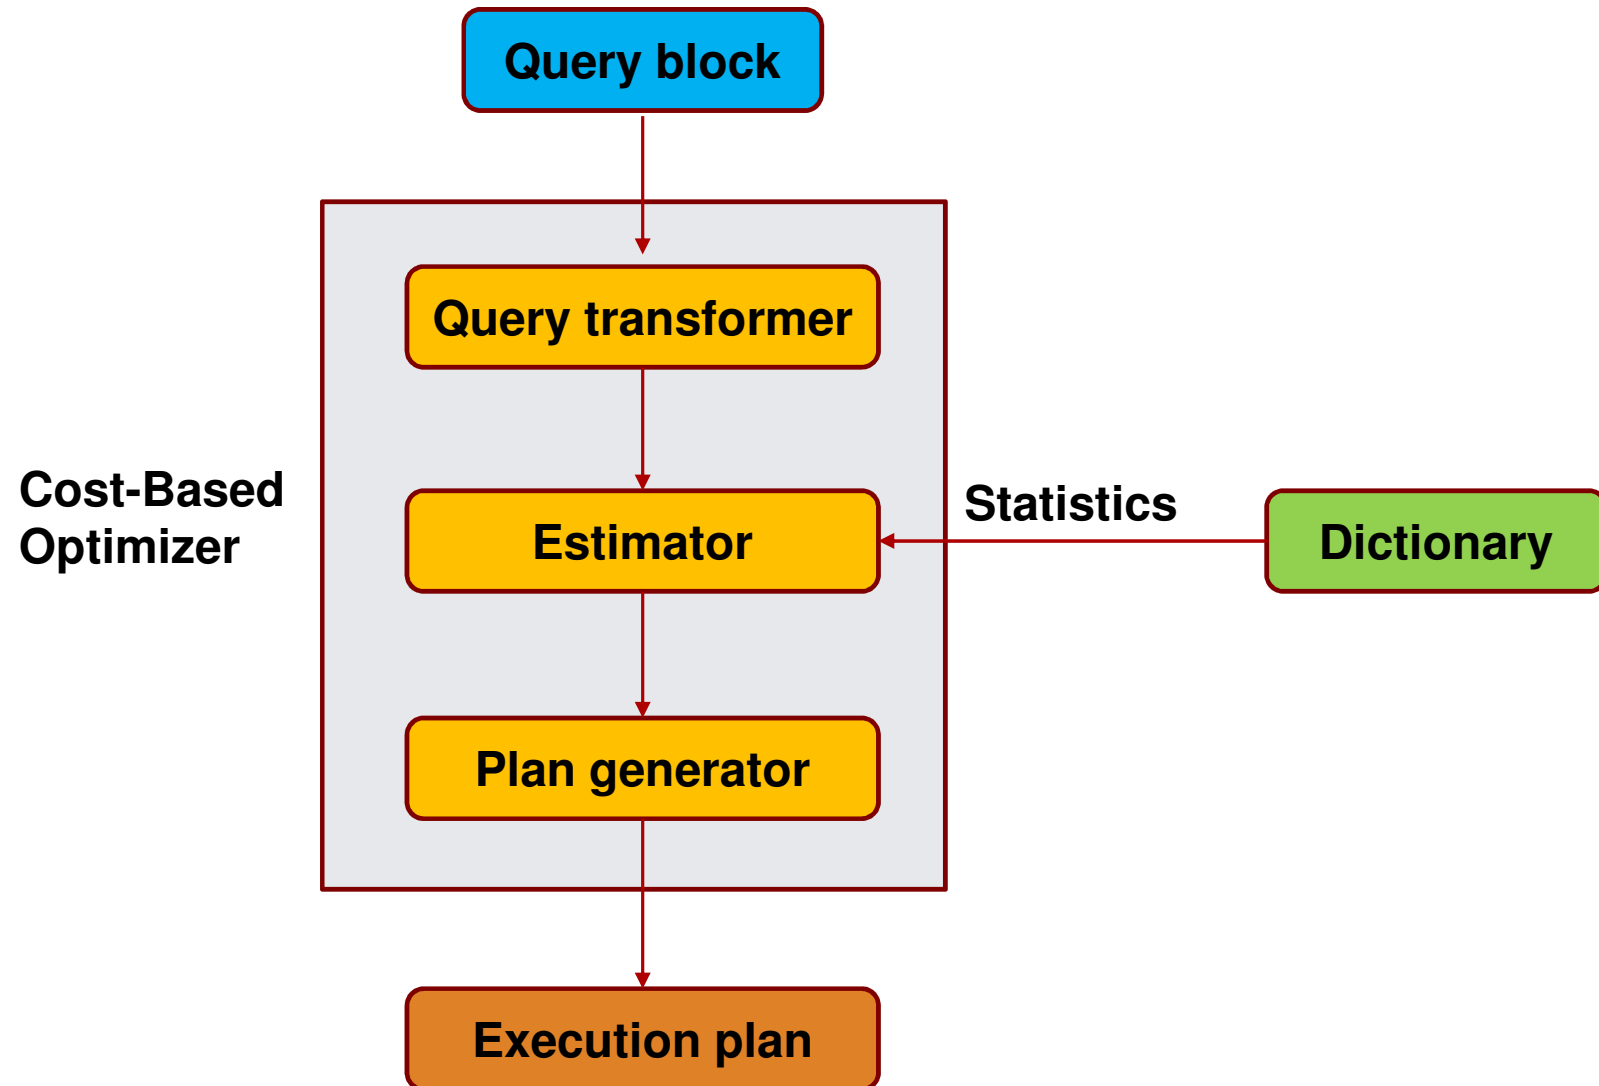 Query block
Query transformer
Cost-Based
Optimizer
Statistics
Estimator
Dictionary
Plan generator
Execution plan